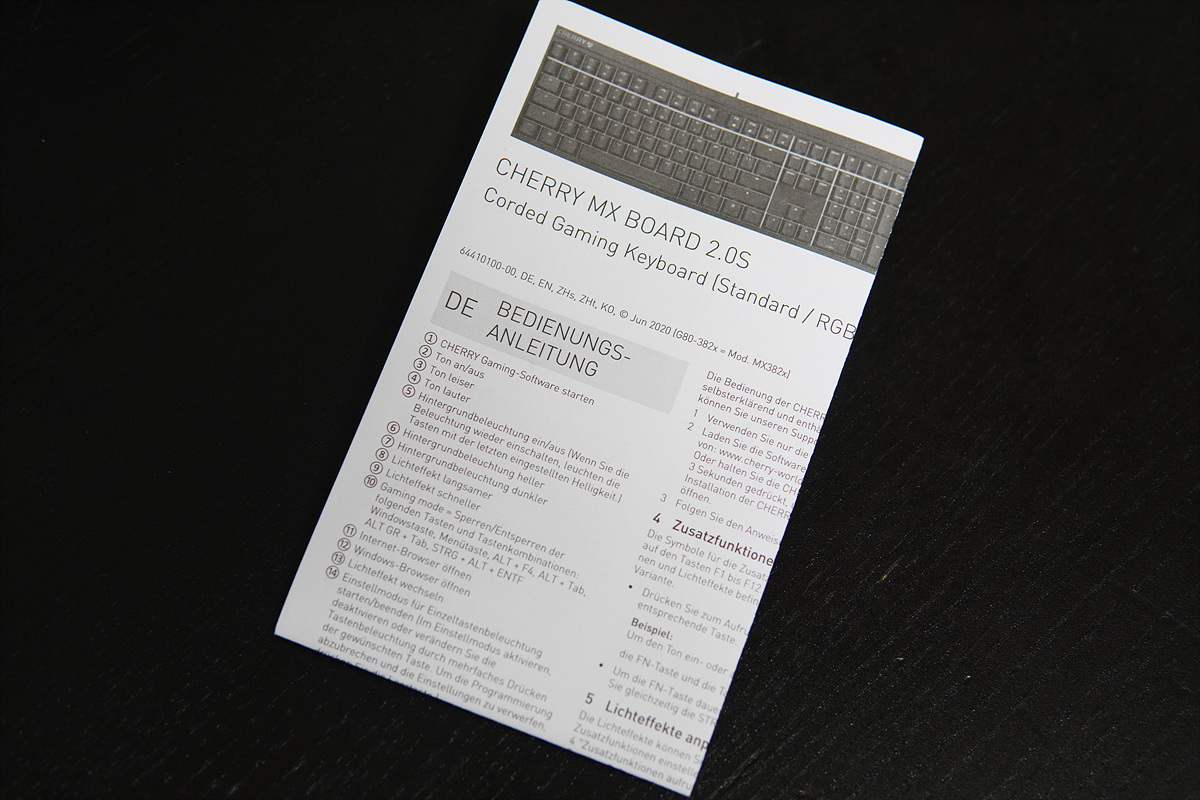 CHERRY
CHERRY MX BOARD 2.0S
Corded Gaming Keyboard (Standard / RGB
64410100-00, DE, EN, ZHs, ZHt, KO, © Jun 2020 (G80-382x = Mod. MX382x)
DE BEDIENUNGS-
ANLEITUNG
1 CHERRY Gaming-Software starten
2 Ton an/aus
3 Ton leiser
4 Ton lauter
5 Hintergrundbeleuchtung ein/aus (Wenn Sie die
Beleuchtung wieder einschalten, leuchten die
Tasten mit der letzten eingestellten Helligkeit.)
6 Hintergrundbeleuchtung heller
7 Hintergrundbeleuchtung dunkler
8 Lichteffekt langsamer
9 Lichteffekt schneller
10 Gaming mode = Sperren/Entsperren der
folgenden Tasten und Tastenkombinationen:
Windowstaste, Menütaste, ALT + F4, ALT + Tab,
ALT GR + Tab, STRG + ALT + ENTF
11 Internet-Browser öffnen
12 Windows-Browser öffnen
13 Lichteffekt wechseln
14 Einstellmodus für Einzeltastenbeleuchtung
starten/beenden (Im Einstellmodus aktivieren,
deaktivieren oder verändern Sie die
Tastenbeleuchtung durch mehrfaches Drücken
der gewünschten Taste. Um die Programmierung
abzubrechen und die Einstellungen zu verwerfen,
Die Bedienung der CHERR
selbsterklärend und enthä
können Sie unseren Supp
1 Verwenden Sie nur die
2 Laden Sie die Software
von: www.cherry-world
Oder halten Sie die CH
3 Sekunden gedrückt,
Installation der CHERR
öffnen.
3 Folgen Sie den Anweis
4 Zusatzfunktione
Die Symbole für die Zusat
auf den Tasten F1 bis F12
nen und Lichteffekte befin
Variante.
• Drücken Sie zum Aufru
entsprechende Taste.
Beispiel:
Um den Ton ein- oder
die FN-Taste und die T
• Um die FN-Taste daue
Sie gleichzeitig die STR
5 Lichteffekte anp
Die Lichteffekte können S
Zusatzfunktionen einstelle
4 "Zusatzfunktionen aufru